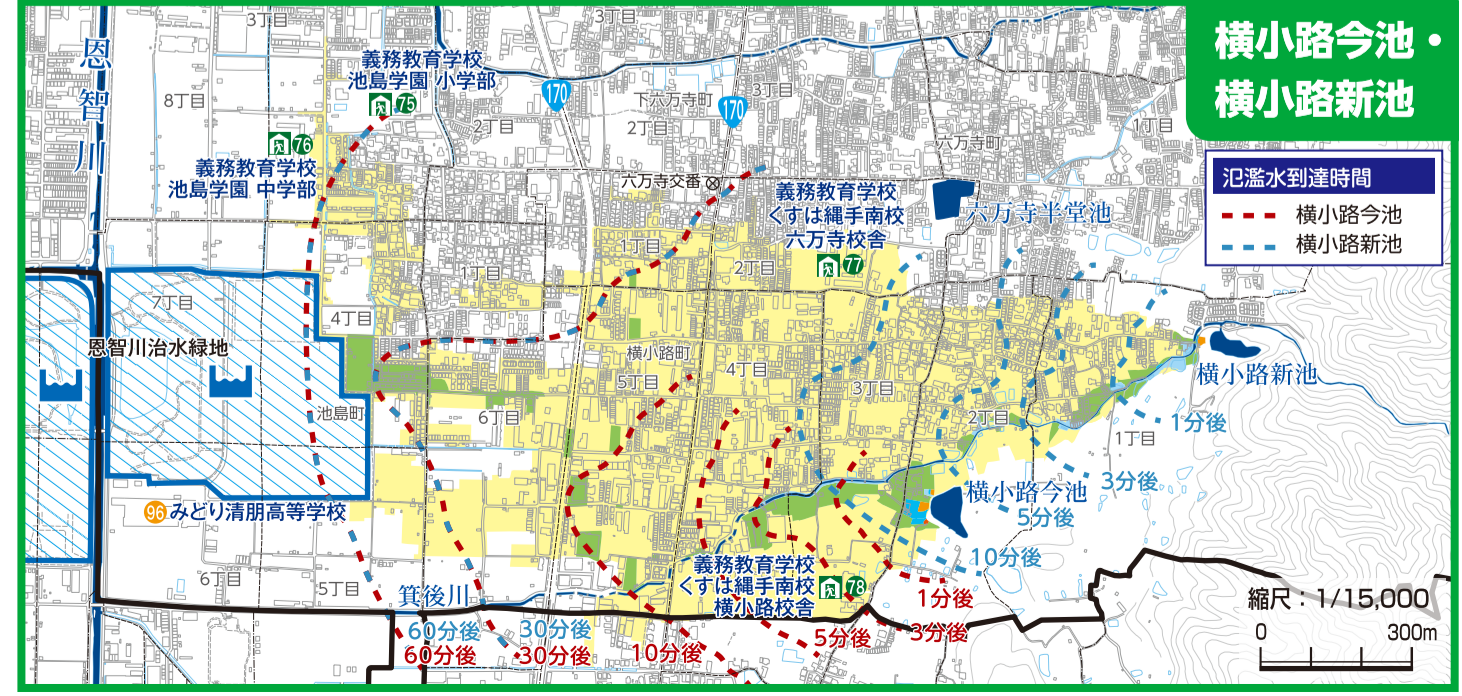 横小路今池・
横小路新池
氾濫水到達時間
横小路今池
横小路新池
3丁目
3丁目
恩智川
義務教育学校
池島学園 小学部
75
170
8丁目
下六万寺町
170
3丁目
2丁目
2丁目
1丁目
76
義務教育学校
池島学園 中学部
六万寺町
六万寺交番
義務教育学校
くすは縄手南校
六万寺校舎
77
六万寺半堂池
1丁目
2丁目
1丁目
7丁目
4丁目
恩智川治水緑地
横小路町
5丁目
4丁目
3丁目
横小路新池
池島町
6丁目
2丁目
1丁目
1分後
3分後
横小路今池
5分後
96
みどり清朋高等学校
10分後
6丁目
5丁目
箕後川
義務教育学校
くすは縄手南校
横小路校舎
78
1分後
3分後
5分後
10分後
60分後
60分後
30分後
30分後
縮尺：1/15,000
0
300m